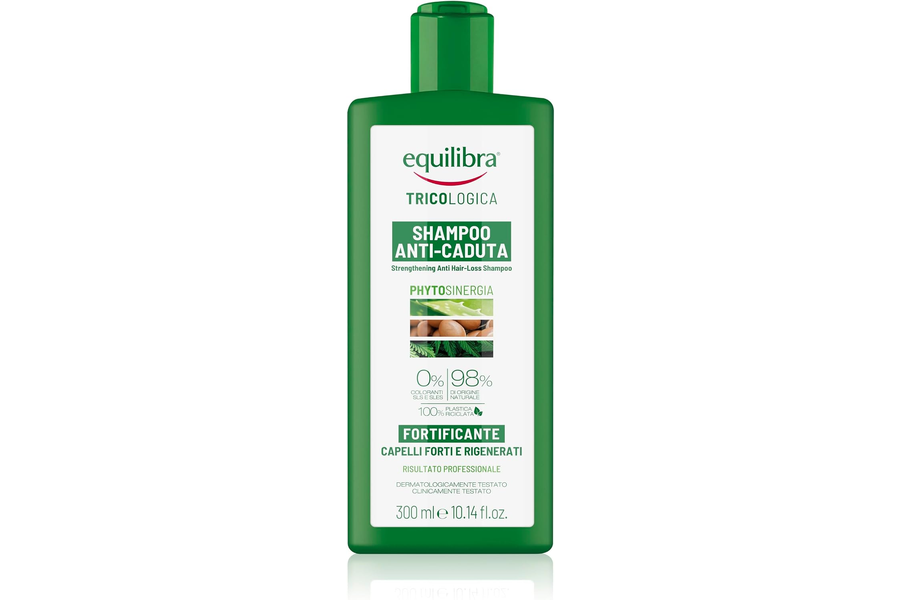 equilibra®
TRICOLOGICA
SHAMPOO
ANTI-CADUTA
Strengthening Anti Hair-Loss Shampoo
PHYTOSINERGIA
0% 98%
COLORANTI, DI ORIGINE
SLS E SLES NATURALE
100% PLASTICA
RICICLATA
FORTIFICANTE
CAPELLI FORTI E RIGENERATI
RISULTATO PROFESSIONALE
DERMATOLOGICAMENTE TESTATO
CLINICAMENTE TESTATO
300 ml ℮ 10.14 fl.oz.